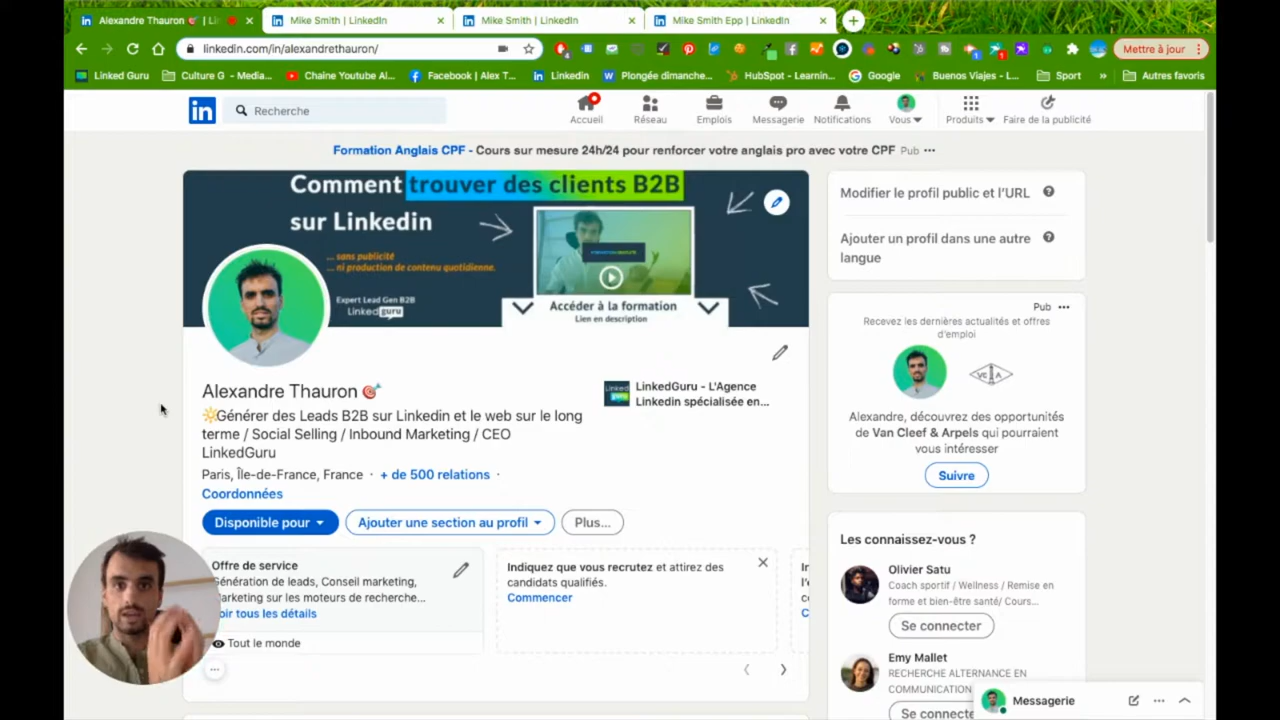 Alexandre Thauron 🎯 | Li
Mike Smith | LinkedIn
Mike Smith | LinkedIn
Mike Smith Epp | LinkedIn
linkedin.com/in/alexandrethauron/
Mettre à jour
Linked Guru
Culture G - Media...
Chaine Youtube Al...
Facebook | Alex T...
Linkedin
Plongée dimanche...
HubSpot - Learnin...
Google
Buenos Viajes - L...
Sport
»
Autres favoris
in
Recherche
Accueil
Réseau
Emplois
Messagerie
Notifications
Vous
Produits
Faire de la publicité
Formation Anglais CPF - Cours sur mesure 24h/24 pour renforcer votre anglais pro avec votre CPF Pub
Comment trouver des clients B2B
sur Linkedin
... sans publicité
... ni production de contenu quotidienne.
Expert Lead Gen B2B
Linked guru
Accéder à la formation
Lien en description
Alexandre Thauron 🎯
🔆Générer des Leads B2B sur Linkedin et le web sur le long
terme / Social Selling / Inbound Marketing / CEO
LinkedGuru
Paris, Île-de-France, France · + de 500 relations ·
Coordonnées
Linked
guru
LinkedGuru - L'Agence
Linkedin spécialisée en...
Disponible pour
Ajouter une section au profil
Plus...
Offre de service
Génération de leads, Conseil marketing,
Marketing sur les moteurs de recherche...
oir tous les détails
Tout le monde
Indiquez que vous recrutez et attirez des
candidats qualifiés.
Commencer
Modifier le profil public et l'URL
Ajouter un profil dans une autre
langue
Pub
Recevez les dernières actualités et offres
d'emploi
Alexandre, découvrez des opportunités
de Van Cleef & Arpels qui pourraient
vous intéresser
Suivre
Les connaissez-vous ?
Olivier Satu
Coach sportif / Wellness / Remise en
forme et bien-être santé/ Cours...
Se connecter
Emy Mallet
RECHERCHE ALTERNANCE EN
COMMUNICATION
Se connecte
Messagerie